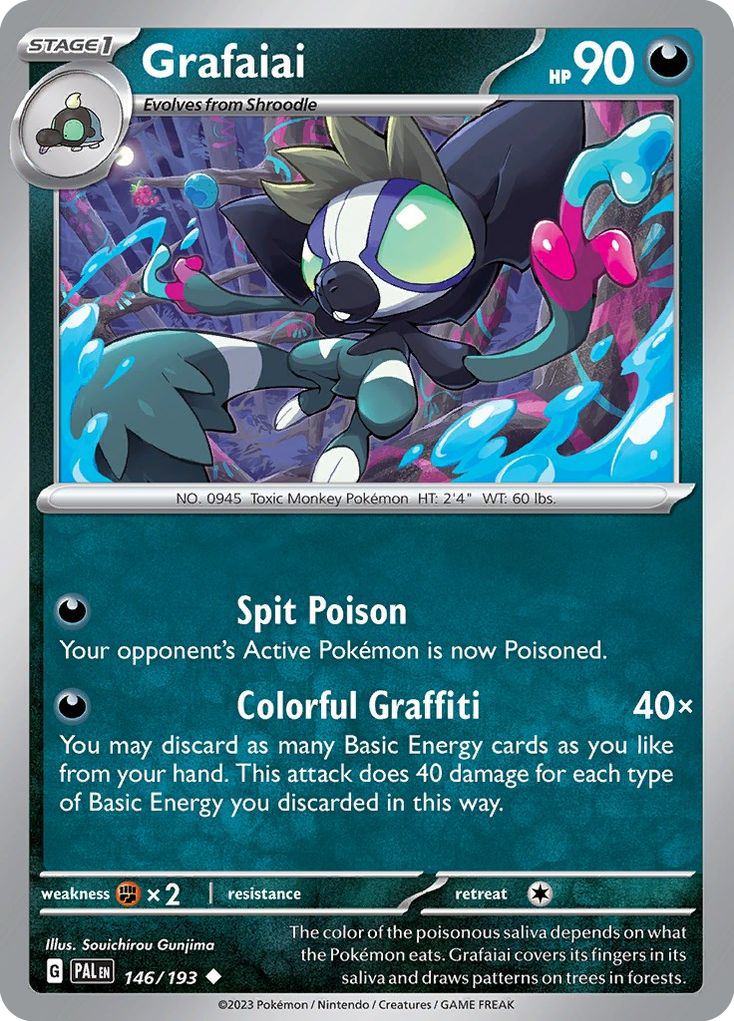 STAGE 1
Grafaiai
HP 90
Evolves from Shroodle
NO. 0945 Toxic Monkey Pokémon HT: 2'4" WT: 60 lbs.
Spit Poison
Your opponent's Active Pokémon is now Poisoned.
Colorful Graffiti 40×
You may discard as many Basic Energy cards as you like
from your hand. This attack does 40 damage for each type
of Basic Energy you discarded in this way.
weakness ×2 resistance retreat
Illus. Souichirou Gunjima
G PAL EN 146/193
The color of the poisonous saliva depends on what
the Pokémon eats. Grafaiai covers its fingers in its
saliva and draws patterns on trees in forests.
©2023 Pokémon / Nintendo / Creatures / GAME FREAK